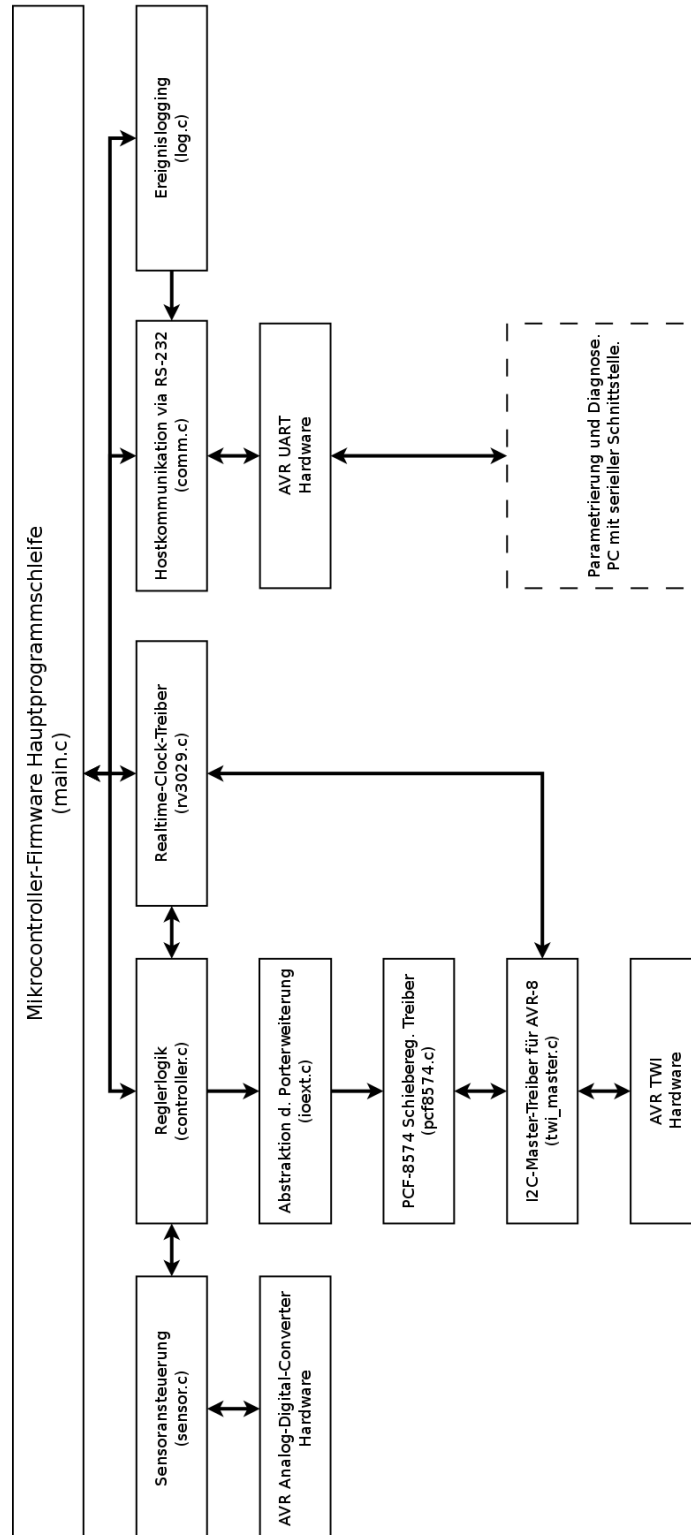 Mikrocontroller-Firmware Hauptprogrammschleife
(main.c)
Sensoransteuerung
(sensor.c)
Reglerlogik
(controller.c)
Realtime-Clock-Treiber
(rv3029.c)
Hostkommunikation via RS-232
(comm.c)
Ereignislogging
(log.c)
AVR Analog-Digital-Converter
Hardware
Abstraktion d. Porterweiterung
(ioext.c)
AVR UART
Hardware
PCF-8574 Schiebereg. Treiber
(pcf8574.c)
I2C-Master-Treiber für AVR-8
(twi_master.c)
Parametrierung und Diagnose.
PC mit serieller Schnittstelle.
AVR TWI
Hardware